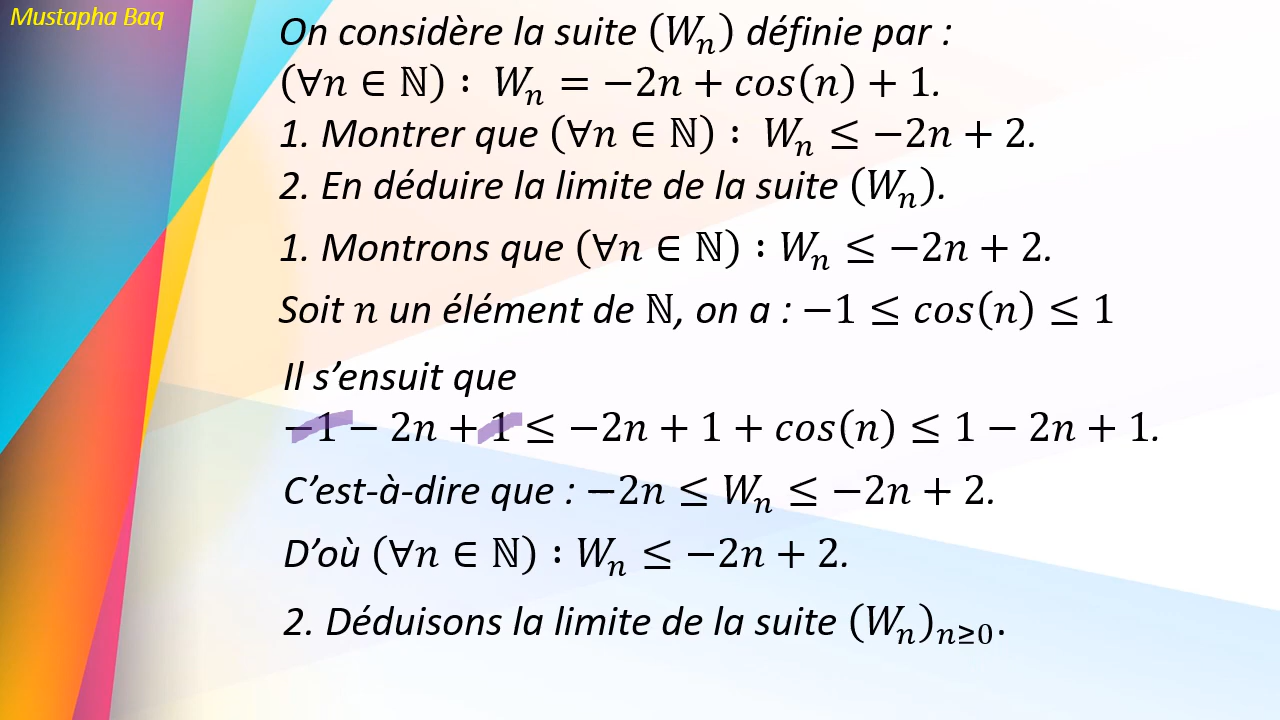 Mustapha Baq
On considère la suite (Wₙ) définie par :
(∀n ∈ ℕ) : Wₙ = −2n + cos(n) + 1.
1. Montrer que (∀n ∈ ℕ) : Wₙ ≤ −2n + 2.
2. En déduire la limite de la suite (Wₙ).
1. Montrons que (∀n ∈ ℕ) : Wₙ ≤ −2n + 2.
Soit n un élément de ℕ, on a : −1 ≤ cos(n) ≤ 1
Il s’ensuit que
−1 − 2n + 1 ≤ −2n + 1 + cos(n) ≤ 1 − 2n + 1.
C’est-à-dire que : −2n ≤ Wₙ ≤ −2n + 2.
D’où (∀n ∈ ℕ) : Wₙ ≤ −2n + 2.
2. Déduisons la limite de la suite (Wₙ)ₙ≥₀.